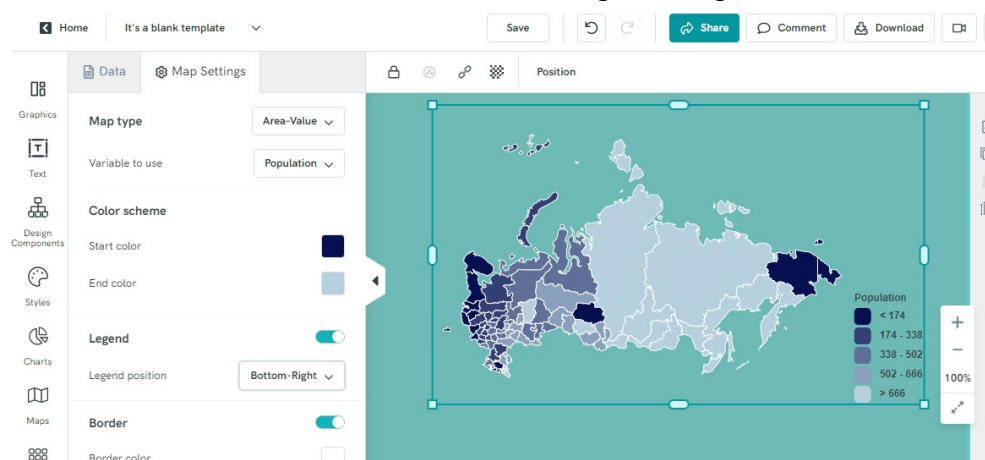 Home It's a blank template Save Share Comment Download
Data Map Settings Position
Graphics
Text
Design
Components
Styles
Charts
Maps
Map type Area-Value
Variable to use Population
Color scheme
Start color
End color
Legend
Legend position Bottom-Right
Border
Border color
Population
< 174
174 - 338
338 - 502
502 - 666
> 666
+
−
100%